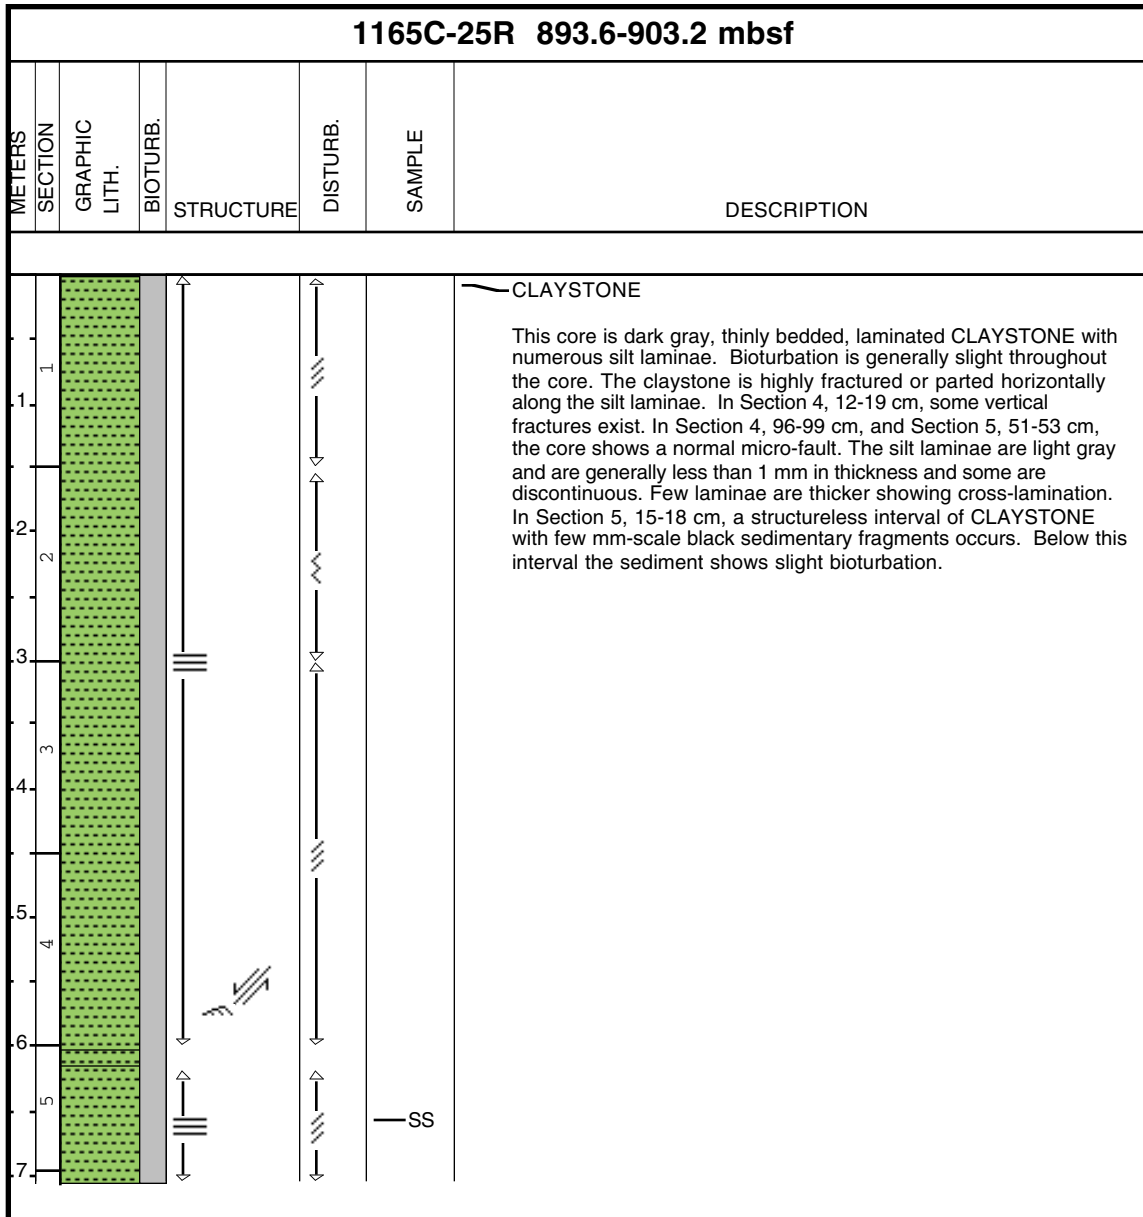 1165C-25R 893.6-903.2 mbsf
METERS
SECTION
GRAPHIC
LITH.
BIOTURB.
STRUCTURE
DISTURB.
SAMPLE
DESCRIPTION
CLAYSTONE
This core is dark gray, thinly bedded, laminated CLAYSTONE with
numerous silt laminae. Bioturbation is generally slight throughout
the core. The claystone is highly fractured or parted horizontally
along the silt laminae. In Section 4, 12-19 cm, some vertical
fractures exist. In Section 4, 96-99 cm, and Section 5, 51-53 cm,
the core shows a normal micro-fault. The silt laminae are light gray
and are generally less than 1 mm in thickness and some are
discontinuous. Few laminae are thicker showing cross-lamination.
In Section 5, 15-18 cm, a structureless interval of CLAYSTONE
with few mm-scale black sedimentary fragments occurs. Below this
interval the sediment shows slight bioturbation.
1
1
2
2
3
3
4
5
4
6
5
SS
7